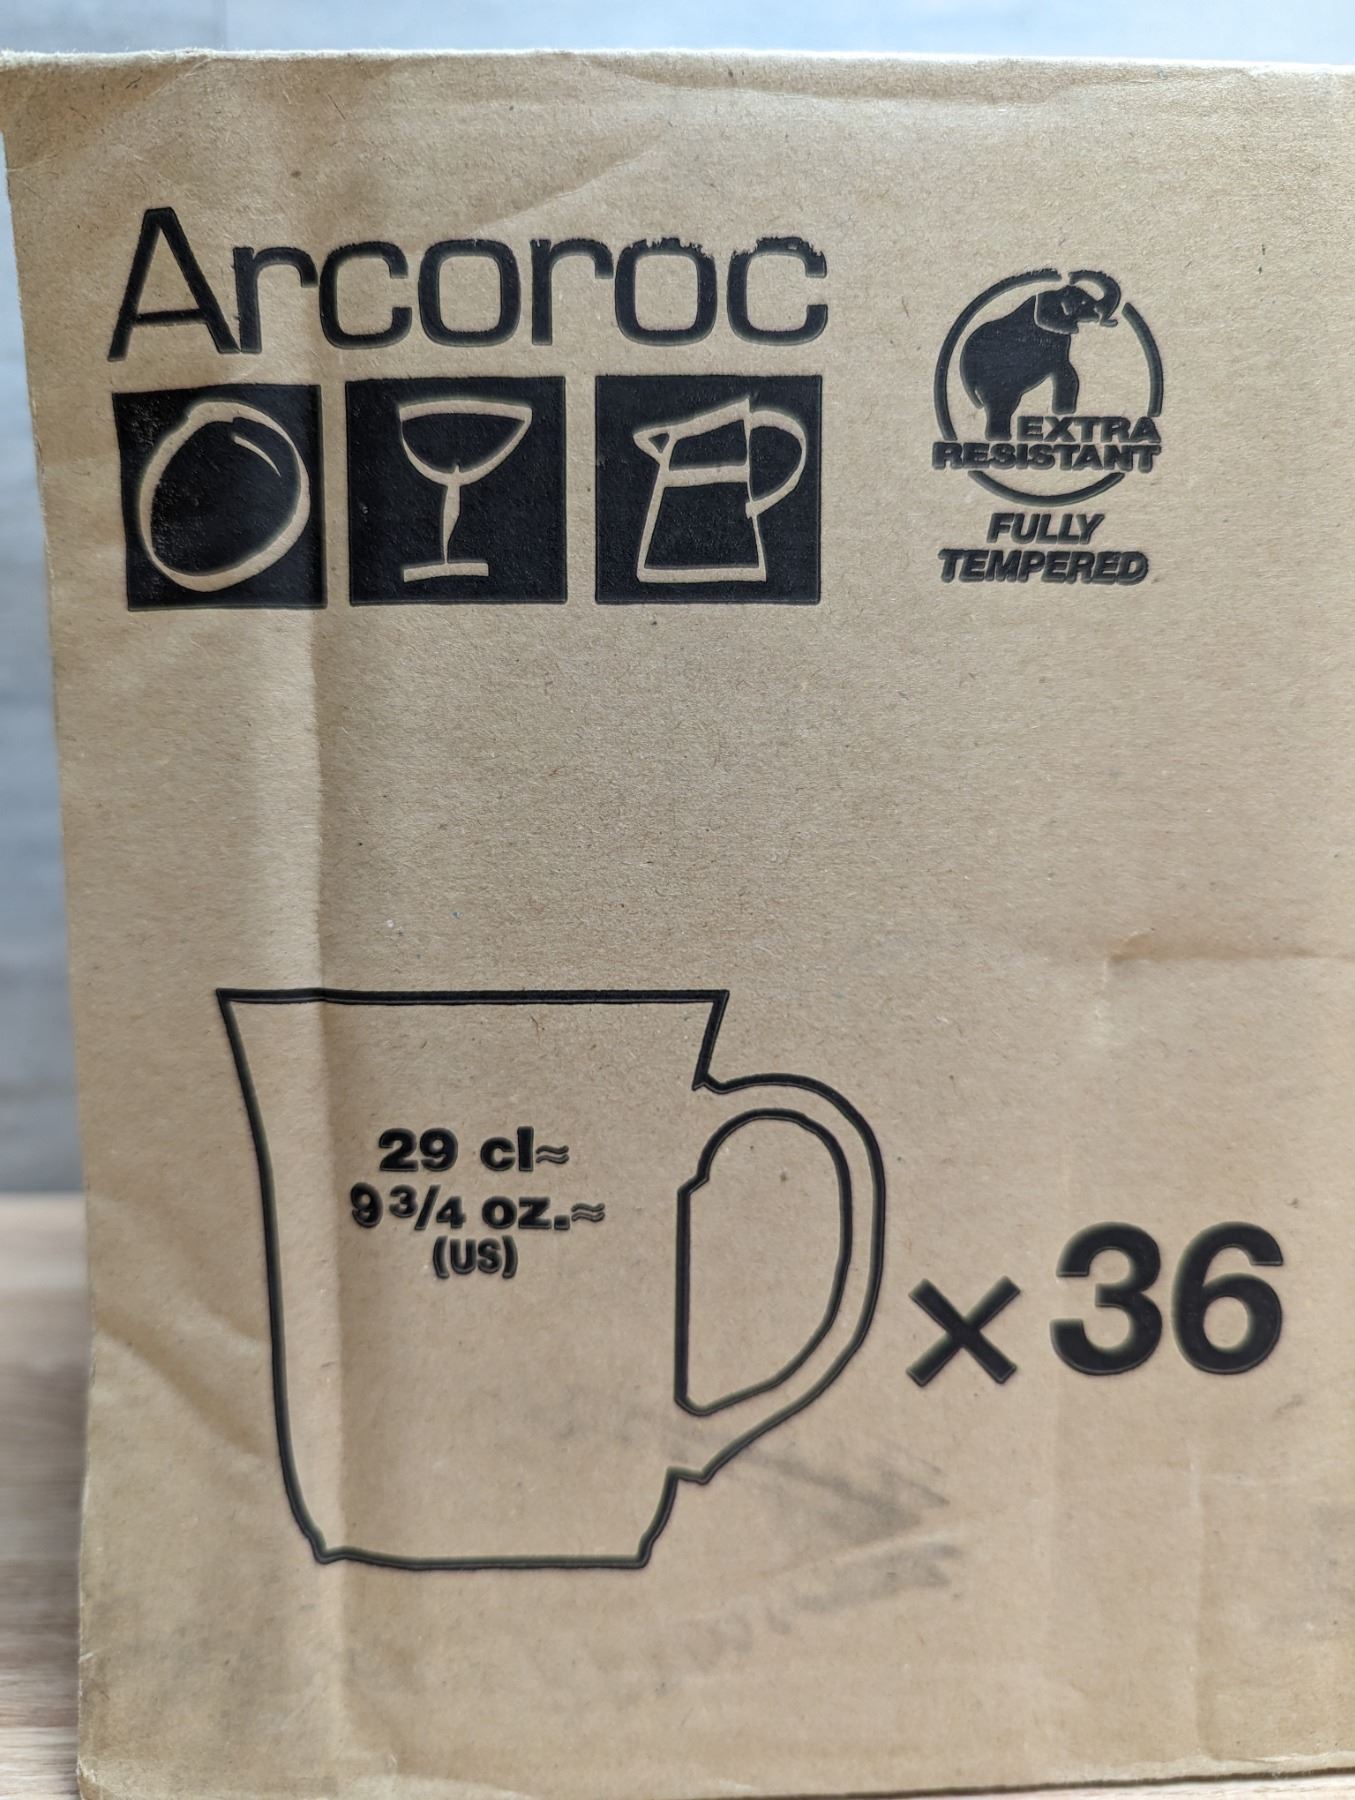 Arcoroc
EXTRA
RESISTANT
FULLY
TEMPERED
29 cl≈
9 3/4 oz.≈
(US)
× 36